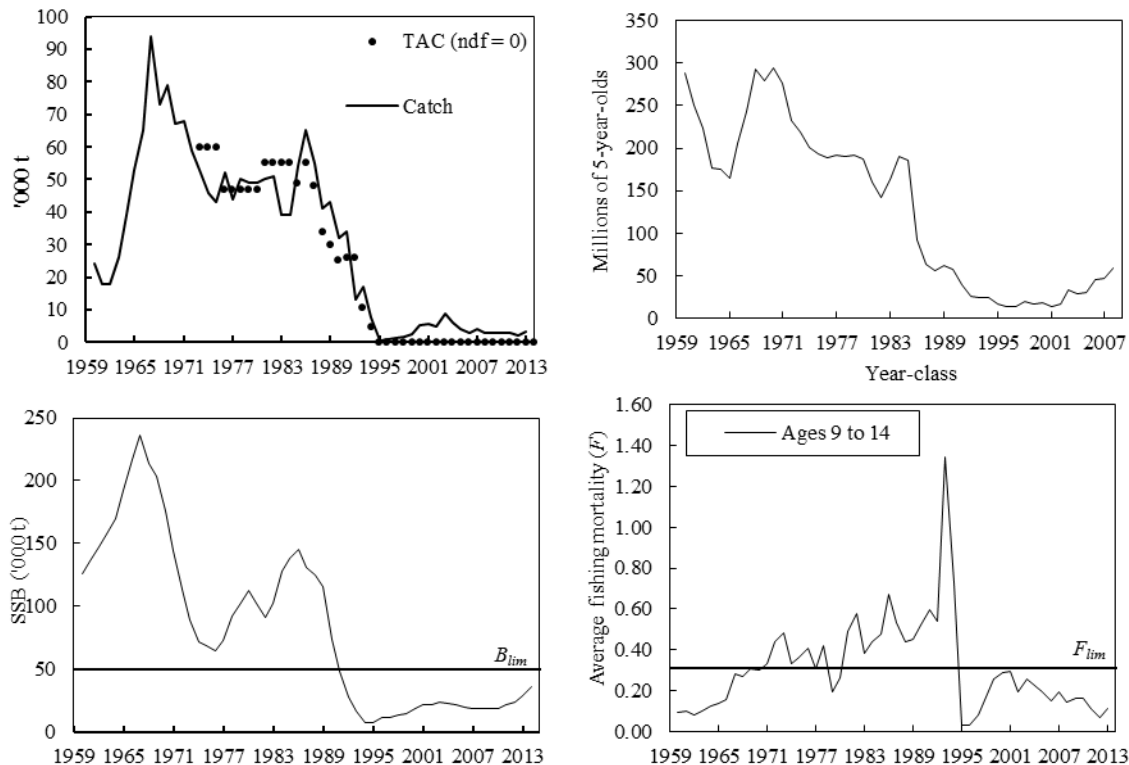 100
90
80
70
60
50
40
30
20
10
0
'000 t
TAC (ndf = 0)
Catch
1959 1965 1971 1977 1983 1989 1995 2001 2007 2013
350
300
250
200
150
100
50
0
Millions of 5-year-olds
1959 1965 1971 1977 1983 1989 1995 2001 2007
Year-class
250
200
150
100
50
0
SSB ('000 t)
Blim
1959 1965 1971 1977 1983 1989 1995 2001 2007 2013
1.60
1.40
1.20
1.00
0.80
0.60
0.40
0.20
0.00
Average fishing mortality (F)
Ages 9 to 14
Flim
1959 1965 1971 1977 1983 1989 1995 2001 2007 2013